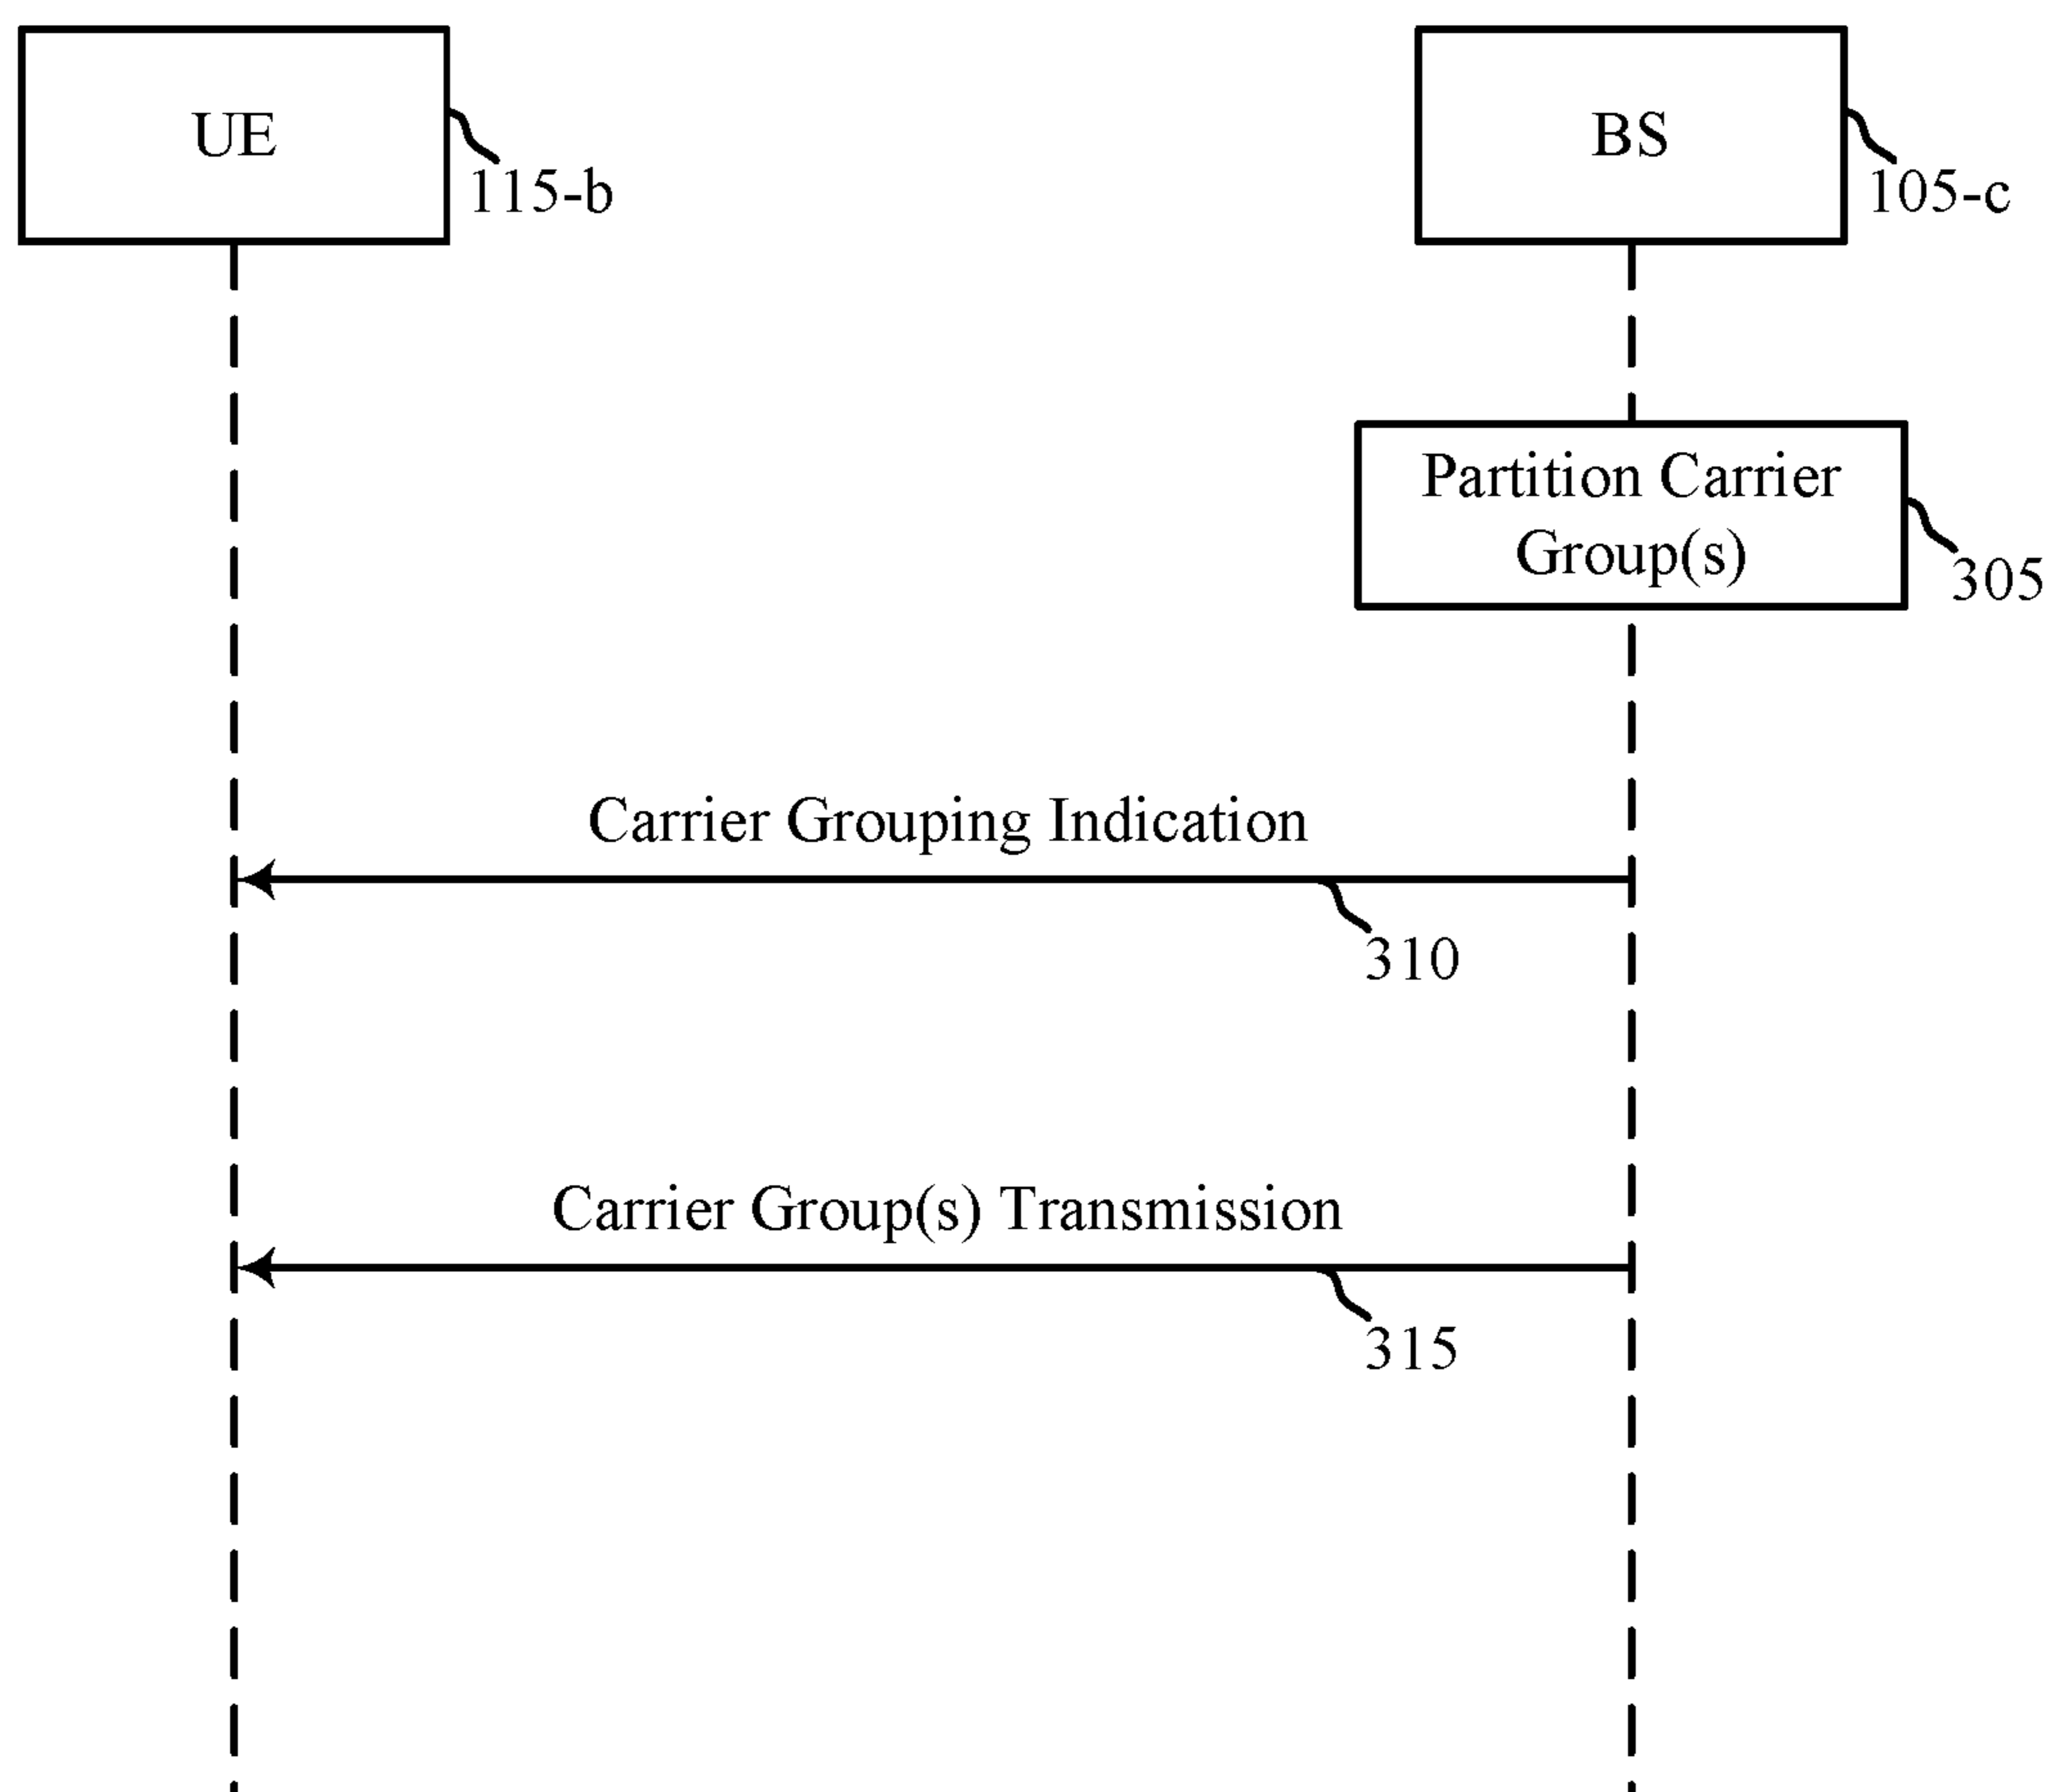 UE
115-b
BS
105-c
Partition Carrier
Group(s)
305
Carrier Grouping Indication
310
Carrier Group(s) Transmission
315